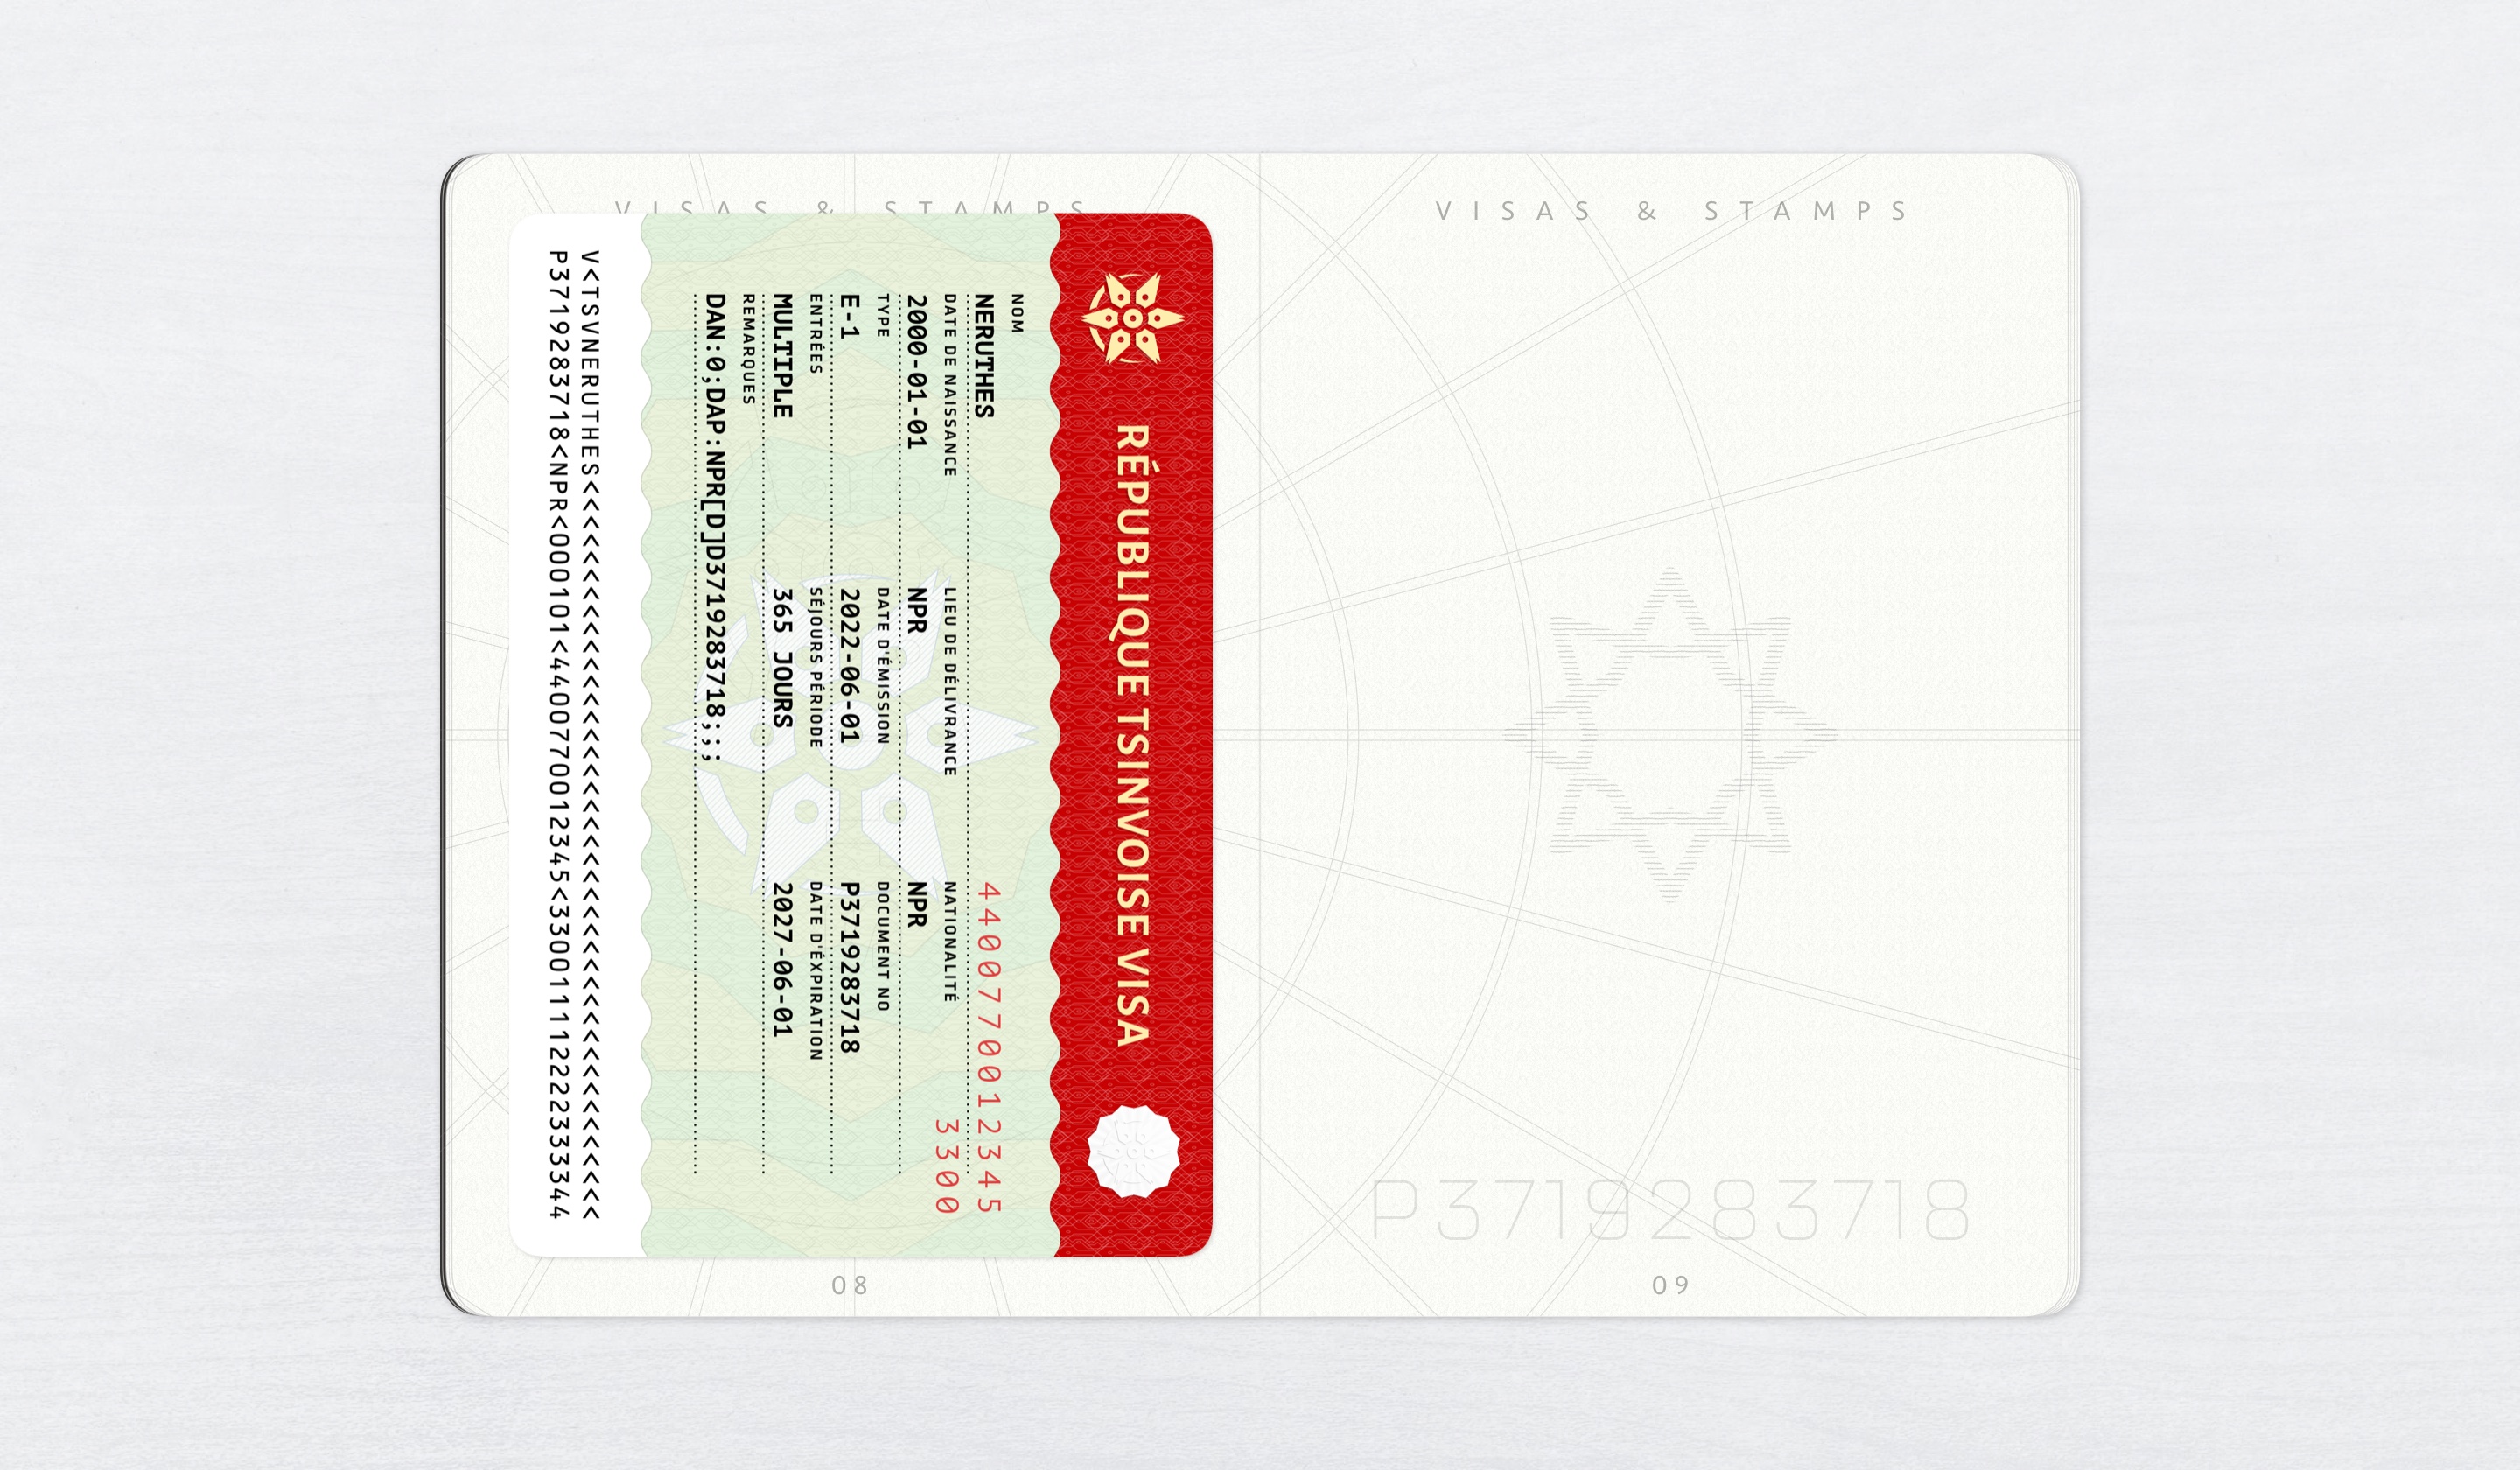 VISAS & STAMPS
RÉPUBLIQUE TSINVOISE VISA
NOM
NERUTHES
4400770012345
3300
DATE DE NAISSANCE LIEU DE DÉLIVRANCE NATIONALITÉ
2000-01-01 NPR NPR
TYPE DATE D'ÉMISSION DOCUMENT NO
E-1 2022-06-01 P3719283718
ENTRÉES SÉJOURS PÉRIODE DATE D'ÉXPIRATION
MULTIPLE 365 JOURS 2027-06-01
REMARQUES
DAN:0;DAP:NPR[D]D3719283718;;;
V<TSVNERUTHES<<<<<<<<<<<<<<<<<<<<<<<<<<<<<<<<<<<<<<<<<<
P3719283718<NPR<000101<4400770012345<330011112222333344
08
VISAS & STAMPS
P3719283718
09